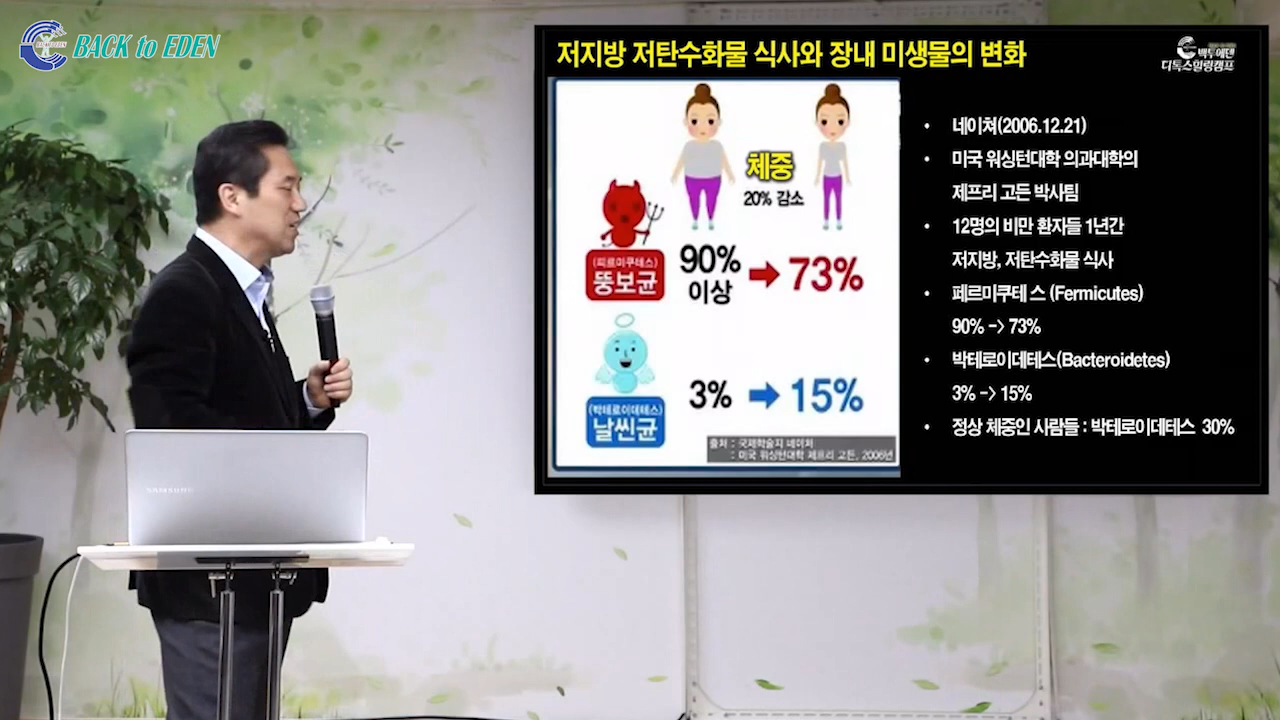 BACK to EDEN
저지방 저탄수화물 식사와 장내 미생물의 변화
백투에덴
디톡스힐링캠프
체중
20% 감소
(피르미쿠테스)
뚱보균
90%
이상
73%
(박테로이데테스)
날씬균
3%
15%
출처 : 국제학술지 네이처
: 미국 워싱턴대학 제프리 고든, 2006년
• 네이쳐(2006.12.21)
• 미국 워싱턴대학 의과대학의
제프리 고든 박사팀
• 12명의 비만 환자들 1년간
저지방, 저탄수화물 식사
• 페르미쿠테 스 (Fermicutes)
90% -> 73%
• 박테로이데테스(Bacteroidetes)
3% -> 15%
• 정상 체중인 사람들 : 박테로이데테스 30%
SAMSUNG